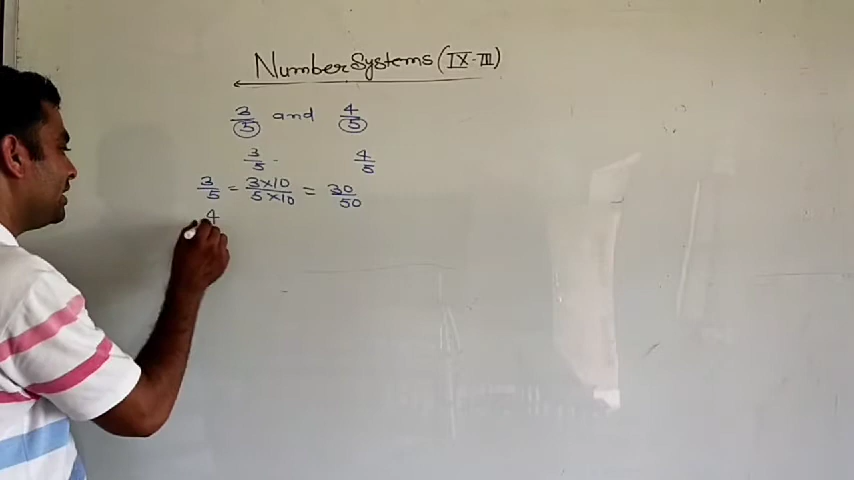 Number Systems (IX-III)
3/5 and 4/5
3/5 - 4/5
3/5 = 3×10/5×10 = 30/50
4